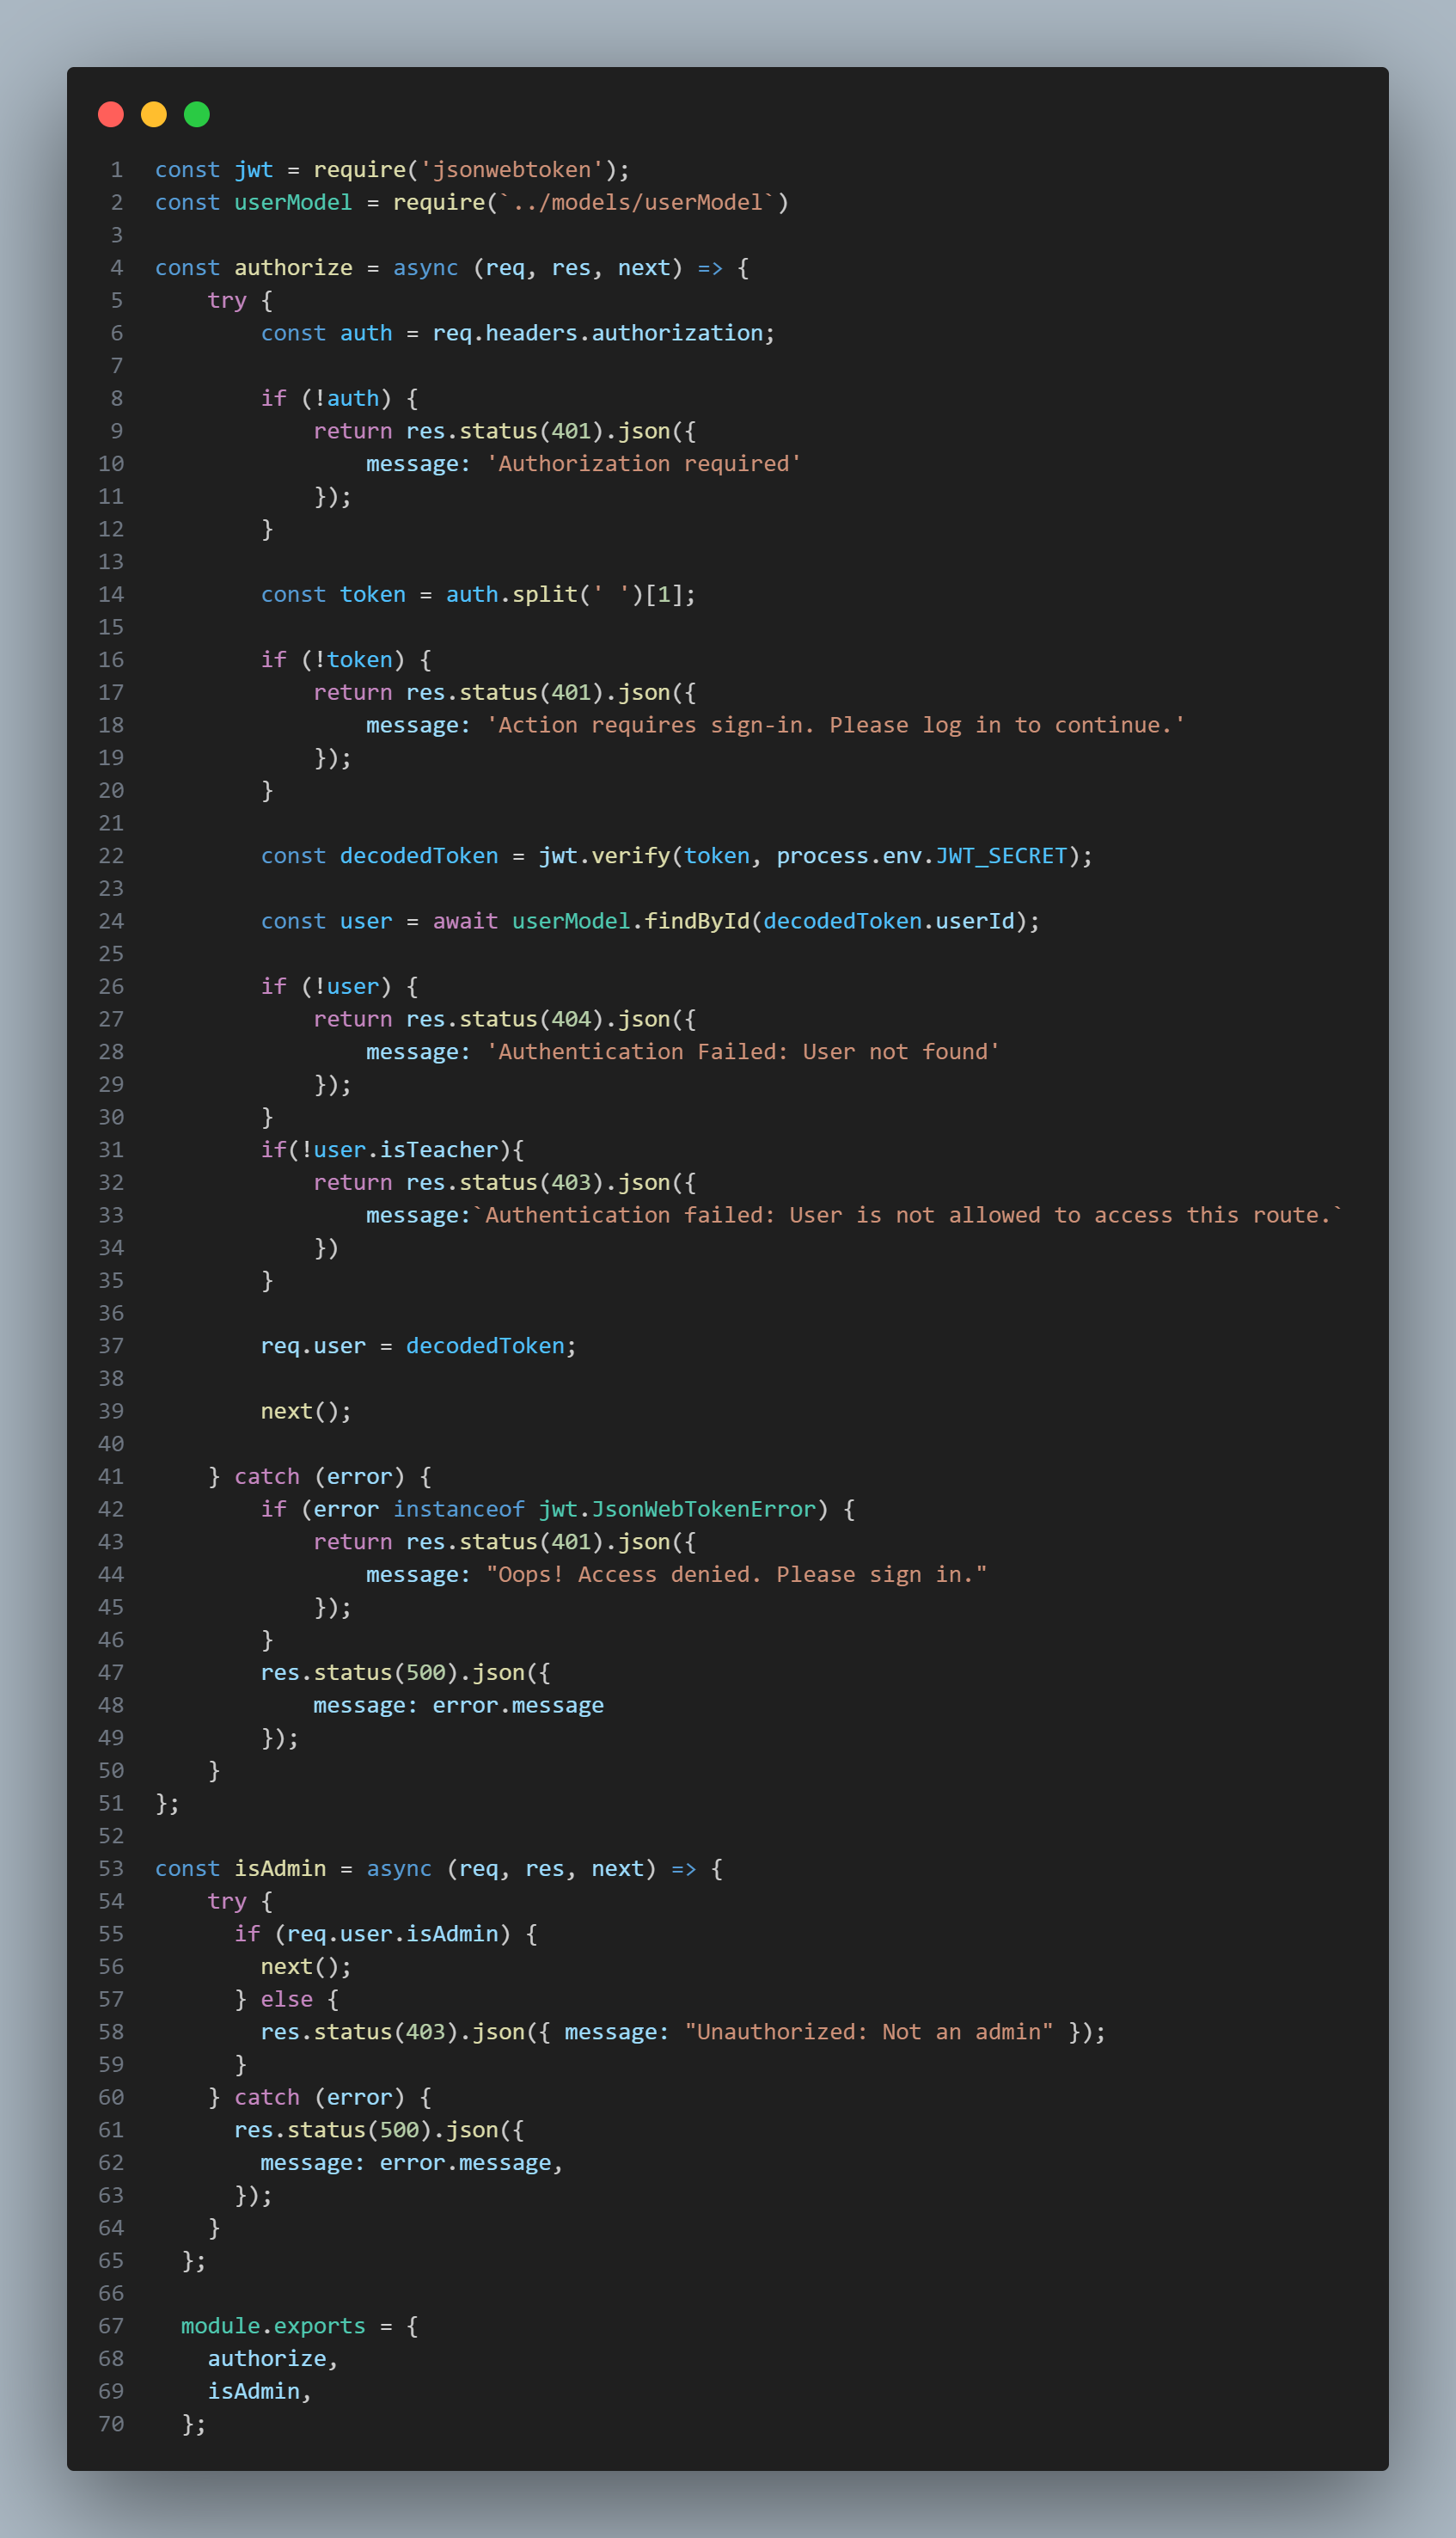 1 const jwt = require('jsonwebtoken');
2 const userModel = require(`../models/userModel`)
3
4 const authorize = async (req, res, next) => {
5     try {
6         const auth = req.headers.authorization;
7
8         if (!auth) {
9             return res.status(401).json({
10                 message: 'Authorization required'
11             });
12         }
13
14         const token = auth.split(' ')[1];
15
16         if (!token) {
17             return res.status(401).json({
18                 message: 'Action requires sign-in. Please log in to continue.'
19             });
20         }
21
22         const decodedToken = jwt.verify(token, process.env.JWT_SECRET);
23
24         const user = await userModel.findById(decodedToken.userId);
25
26         if (!user) {
27             return res.status(404).json({
28                 message: 'Authentication Failed: User not found'
29             });
30         }
31         if(!user.isTeacher){
32             return res.status(403).json({
33                 message:`Authentication failed: User is not allowed to access this route.`
34             })
35         }
36
37         req.user = decodedToken;
38
39         next();
40
41     } catch (error) {
42         if (error instanceof jwt.JsonWebTokenError) {
43             return res.status(401).json({
44                 message: "Oops! Access denied. Please sign in."
45             });
46         }
47         res.status(500).json({
48             message: error.message
49         });
50     }
51 };
52
53 const isAdmin = async (req, res, next) => {
54     try {
55       if (req.user.isAdmin) {
56         next();
57       } else {
58         res.status(403).json({ message: "Unauthorized: Not an admin" });
59       }
60     } catch (error) {
61       res.status(500).json({
62         message: error.message,
63       });
64     }
65   };
66
67   module.exports = {
68     authorize,
69     isAdmin,
70   };